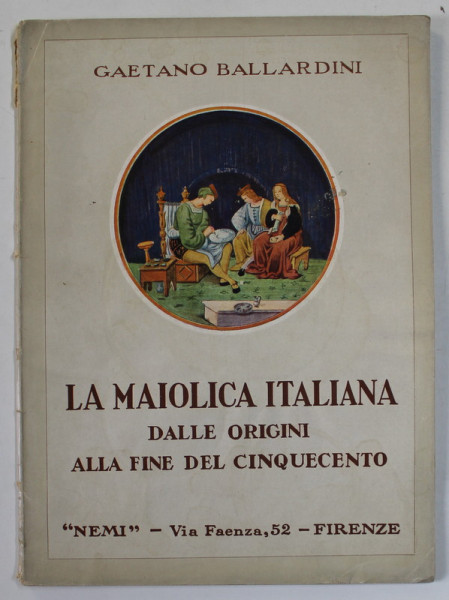 GAETANO BALLARDINI
LA MAIOLICA ITALIANA
DALLE ORIGINI
ALLA FINE DEL CINQUECENTO
"NEMI" – Via Faenza, 52 – FIRENZE